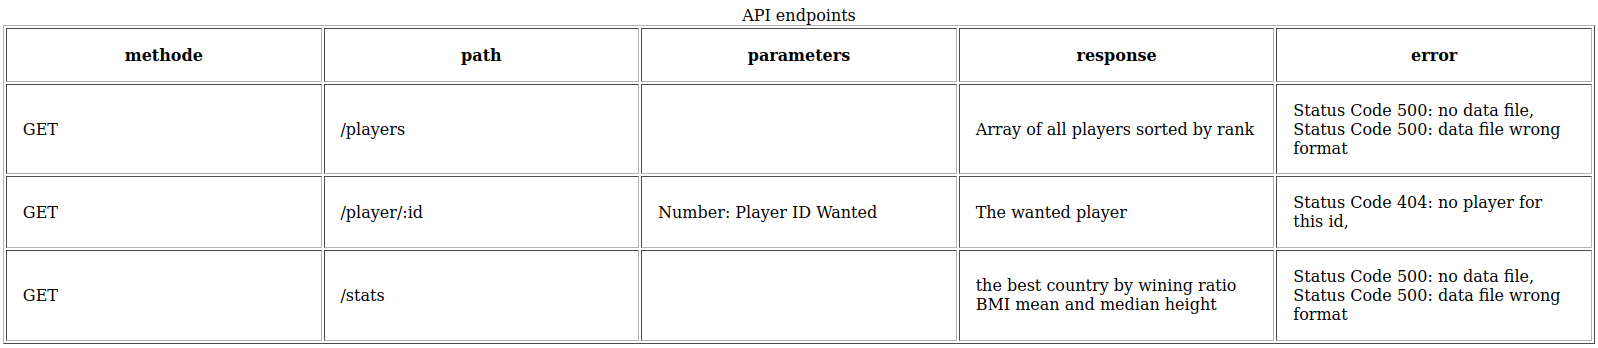 API endpoints
methode path parameters response error
GET /players Array of all players sorted by rank Status Code 500: no data file,
Status Code 500: data file wrong
format
GET /player/:id Number: Player ID Wanted The wanted player Status Code 404: no player for
this id,
GET /stats the best country by wining ratio
BMI mean and median height
Status Code 500: no data file,
Status Code 500: data file wrong
format